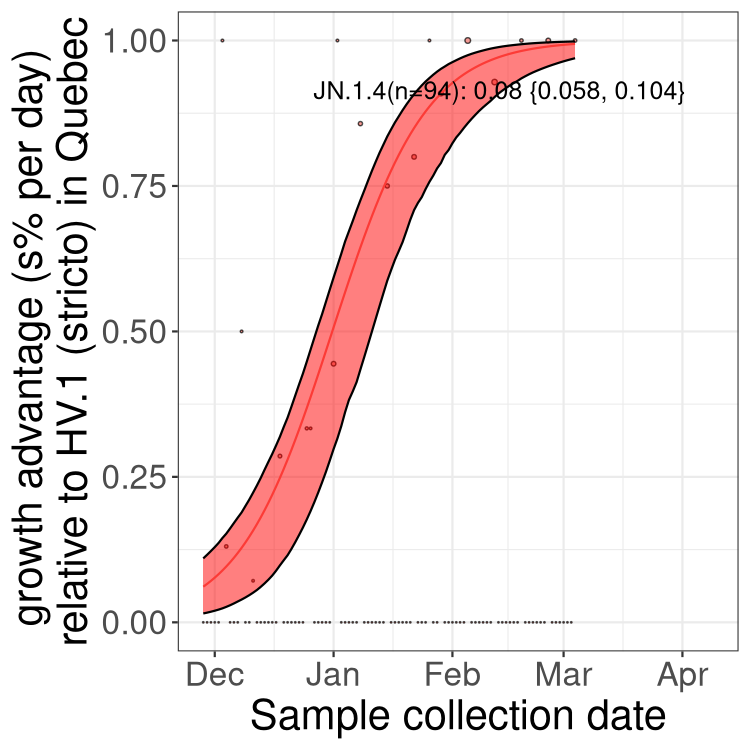 growth advantage (s% per day)
relative to HV.1 (stricto) in Quebec
1.00
0.75
0.50
0.25
0.00
JN.1.4(n=94): 0.08 {0.058, 0.104}
Dec Jan Feb Mar Apr
Sample collection date